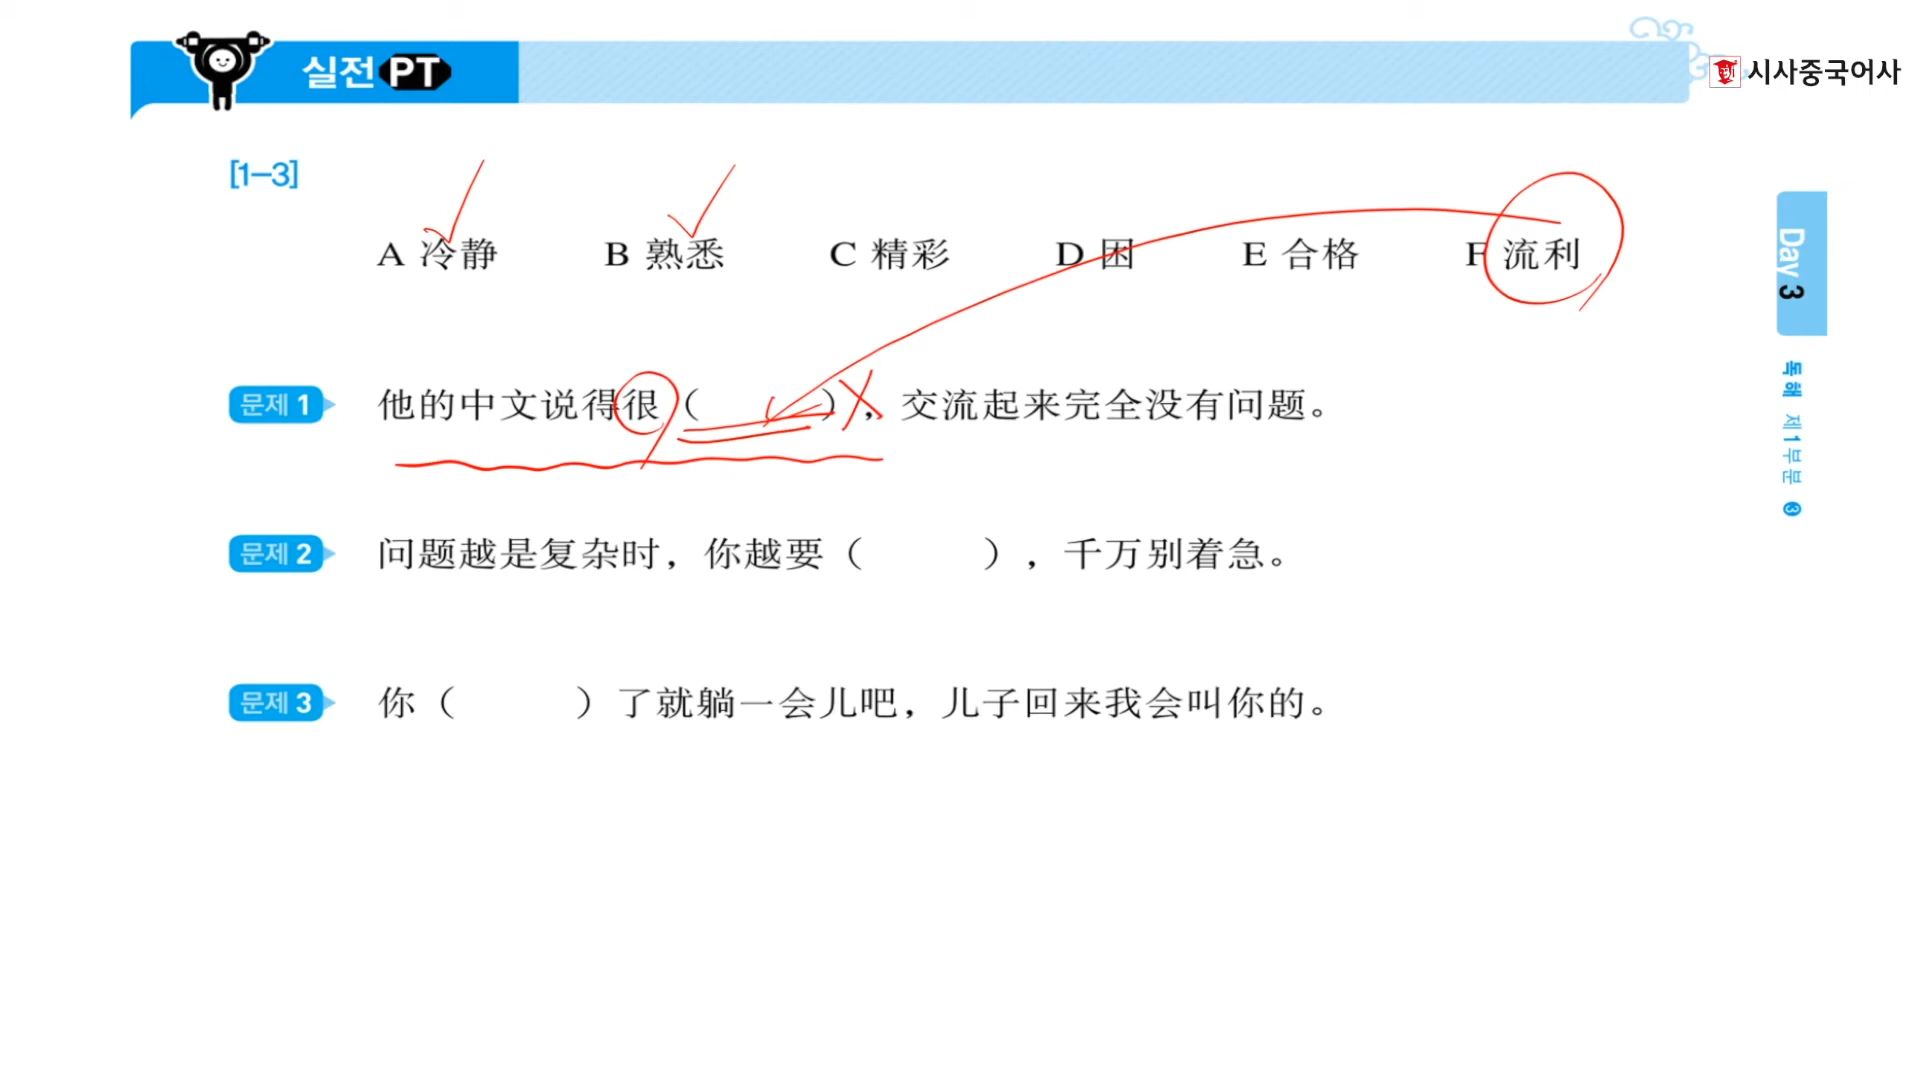 실전 PT
시사중국어사
[1–3]
A 冷静 B 熟悉 C 精彩 D 困 E 合格 F 流利
문제 1 他的中文说得很（ ），交流起来完全没有问题。
문제 2 问题越是复杂时，你越要（ ），千万别着急。
문제 3 你（ ）了就躺一会儿吧，儿子回来我会叫你的。
Day 3
독해 제1부분 ❸